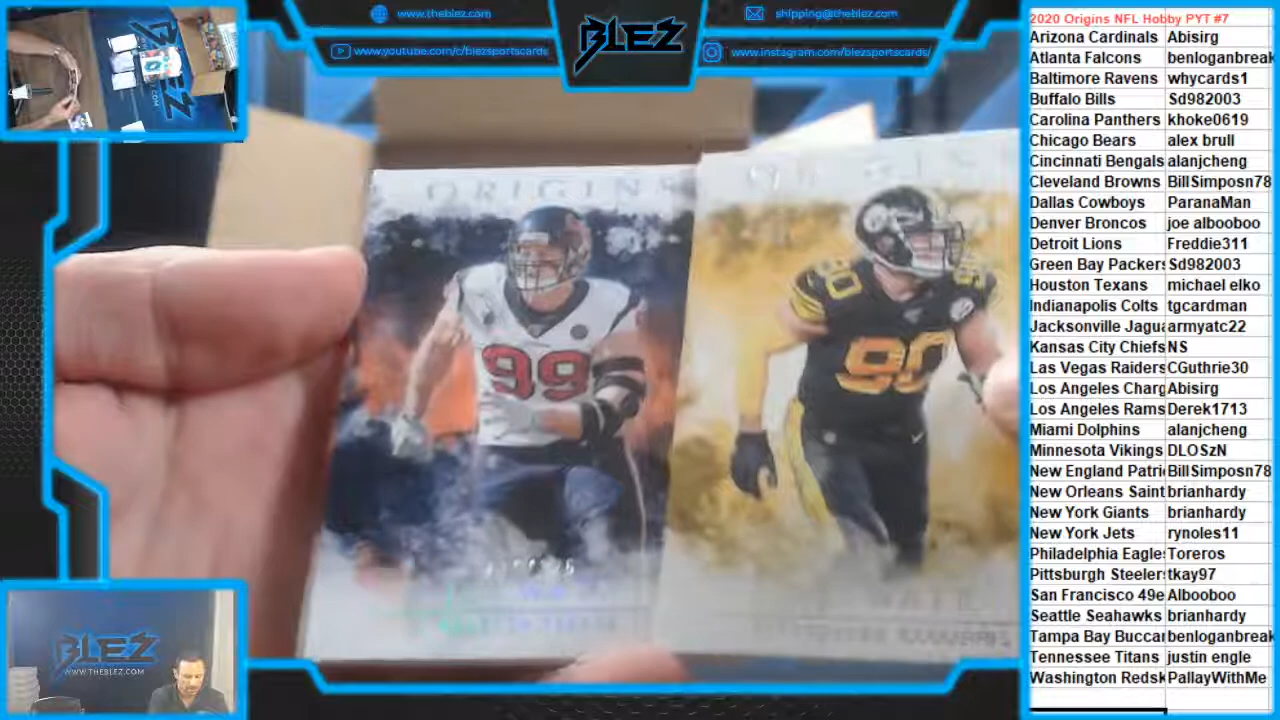 www.theblez.com
shipping@theblez.com
www.youtube.com/c/blezsportscards
www.instagram.com/blezsportscards/
BLEZ
2020 Origins NFL Hobby PYT #7
Arizona Cardinals Abisirg
Atlanta Falcons benloganbreak
Baltimore Ravens whycards1
Buffalo Bills Sd982003
Carolina Panthers khoke0619
Chicago Bears alex brull
Cincinnati Bengals alanjcheng
Cleveland Browns BillSimposn78
Dallas Cowboys ParanaMan
Denver Broncos joe albooboo
Detroit Lions Freddie311
Green Bay Packers Sd982003
Houston Texans michael elko
Indianapolis Colts tgcardman
Jacksonville Jagua armyatc22
Kansas City Chiefs NS
Las Vegas Raiders CGuthrie30
Los Angeles Charg Abisirg
Los Angeles Rams Derek1713
Miami Dolphins alanjcheng
Minnesota Vikings DLOSzN
New England Patri BillSimposn78
New Orleans Saint brianhardy
New York Giants brianhardy
New York Jets rynoles11
Philadelphia Eagle Toreros
Pittsburgh Steelers tkay97
San Francisco 49e Albooboo
Seattle Seahawks brianhardy
Tampa Bay Buccar benloganbreak
Tennessee Titans justin engle
Washington Redsk PallayWithMe
ORIGINS
99
90
90
BLEZ
WWW.THEBLEZ.COM